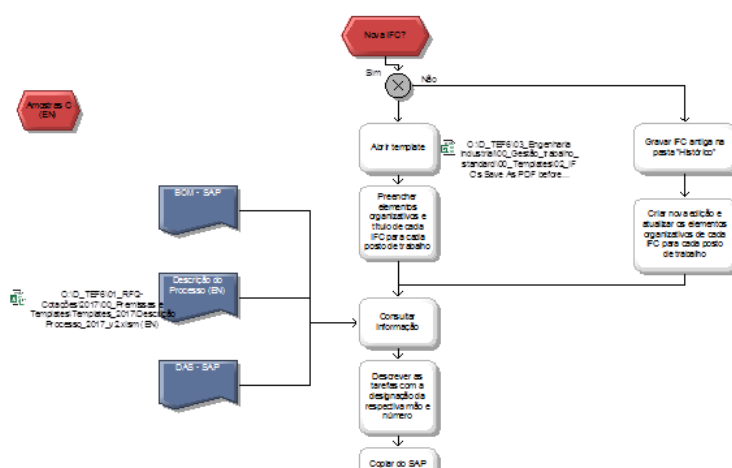 Nova IFC?
Sim
Não
Amostras C
(EN)
Abrir template
Engenharia
Industrial\00_Gestão_trabalho_
standard\00_Templates\02_IF
Cs Save As PDF before...
Gravar IFC antiga na
pasta "Histórico"
Preencher
elementos
organizativos e
título de cada
IFC para cada
posto de trabalho
Criar nova edição e
atualizar os elementos
organizativos de cada
IFC para cada posto
de trabalho
BOM - SAP
Descrição do
Processo (EN)
O:\D_TEF6\01_RFQ-
Cotações\2017\00_Premissas e
Templates\Templates_2017\Descrição
Processo_2017_v2.xlsm (EN)
DAS - SAP
Consultar
informação
Descrever as
tarefas com a
designação da
respectiva mão e
número
Copiar do SAP